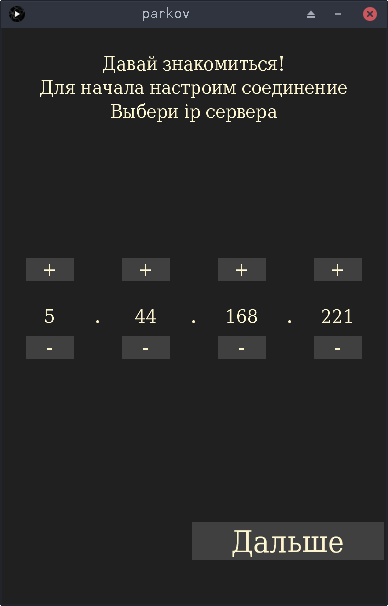 parkov
Давай знакомиться!
Для начала настроим соединение
Выбери ip сервера
+ + + +
5 . 44 . 168 . 221
- - - -
Дальше